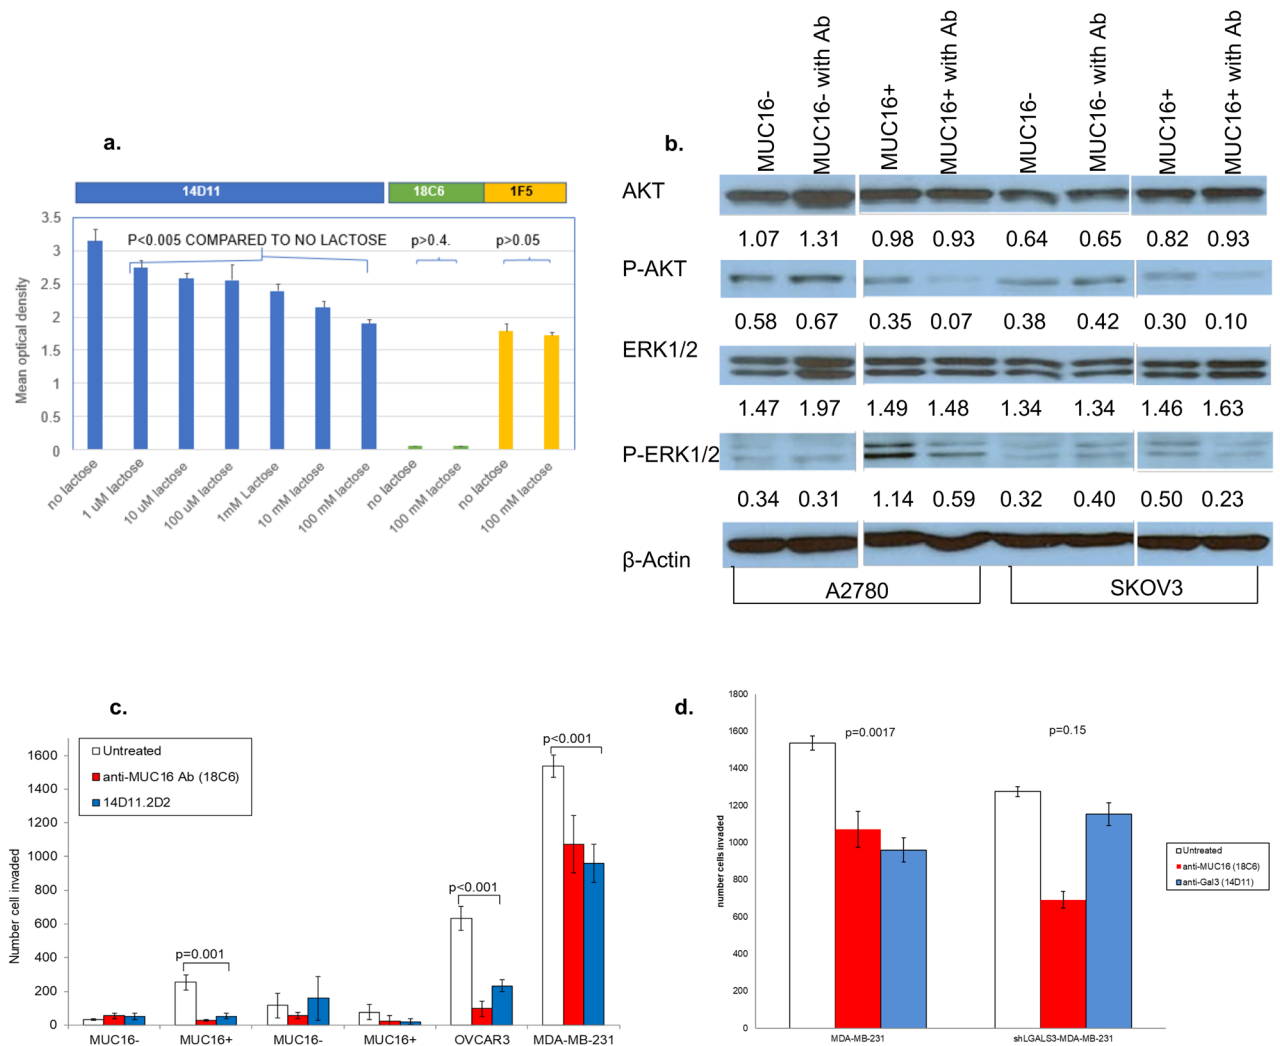 a.
14D11 18C6 1F5
3.5
P<0.005 COMPARED TO NO LACTOSE p>0.4. p>0.05
3
2.5
2
1.5
1
0.5
0
Mean optical density
no lactose
1 uM lactose
10 uM lactose
100 uM lactose
1mM Lactose
10 mM lactose
100 mM lactose
no lactose
100 mM lactose
no lactose
100 mM lactose
b.
MUC16-
MUC16- with Ab
MUC16+
MUC16+ with Ab
MUC16-
MUC16- with Ab
MUC16+
MUC16+ with Ab
AKT
1.07 1.31 0.98 0.93 0.64 0.65 0.82 0.93
P-AKT
0.58 0.67 0.35 0.07 0.38 0.42 0.30 0.10
ERK1/2
1.47 1.97 1.49 1.48 1.34 1.34 1.46 1.63
P-ERK1/2
0.34 0.31 1.14 0.59 0.32 0.40 0.50 0.23
β-Actin
A2780 SKOV3
c.
Untreated
anti-MUC16 Ab (18C6)
14D11.2D2
p=0.001
p<0.001
p<0.001
1600
1400
1200
1000
800
600
400
200
0
Number cell invaded
MUC16- MUC16+ MUC16- MUC16+ OVCAR3 MDA-MB-231
d.
1800
1600
1400
1200
1000
800
600
400
200
0
number cells invaded
p=0.0017 p=0.15
MDA-MB-231 shLGALS3-MDA-MB-231
Untreated
anti-MUC16 (18C6)
anti-Gal3 (14D11)